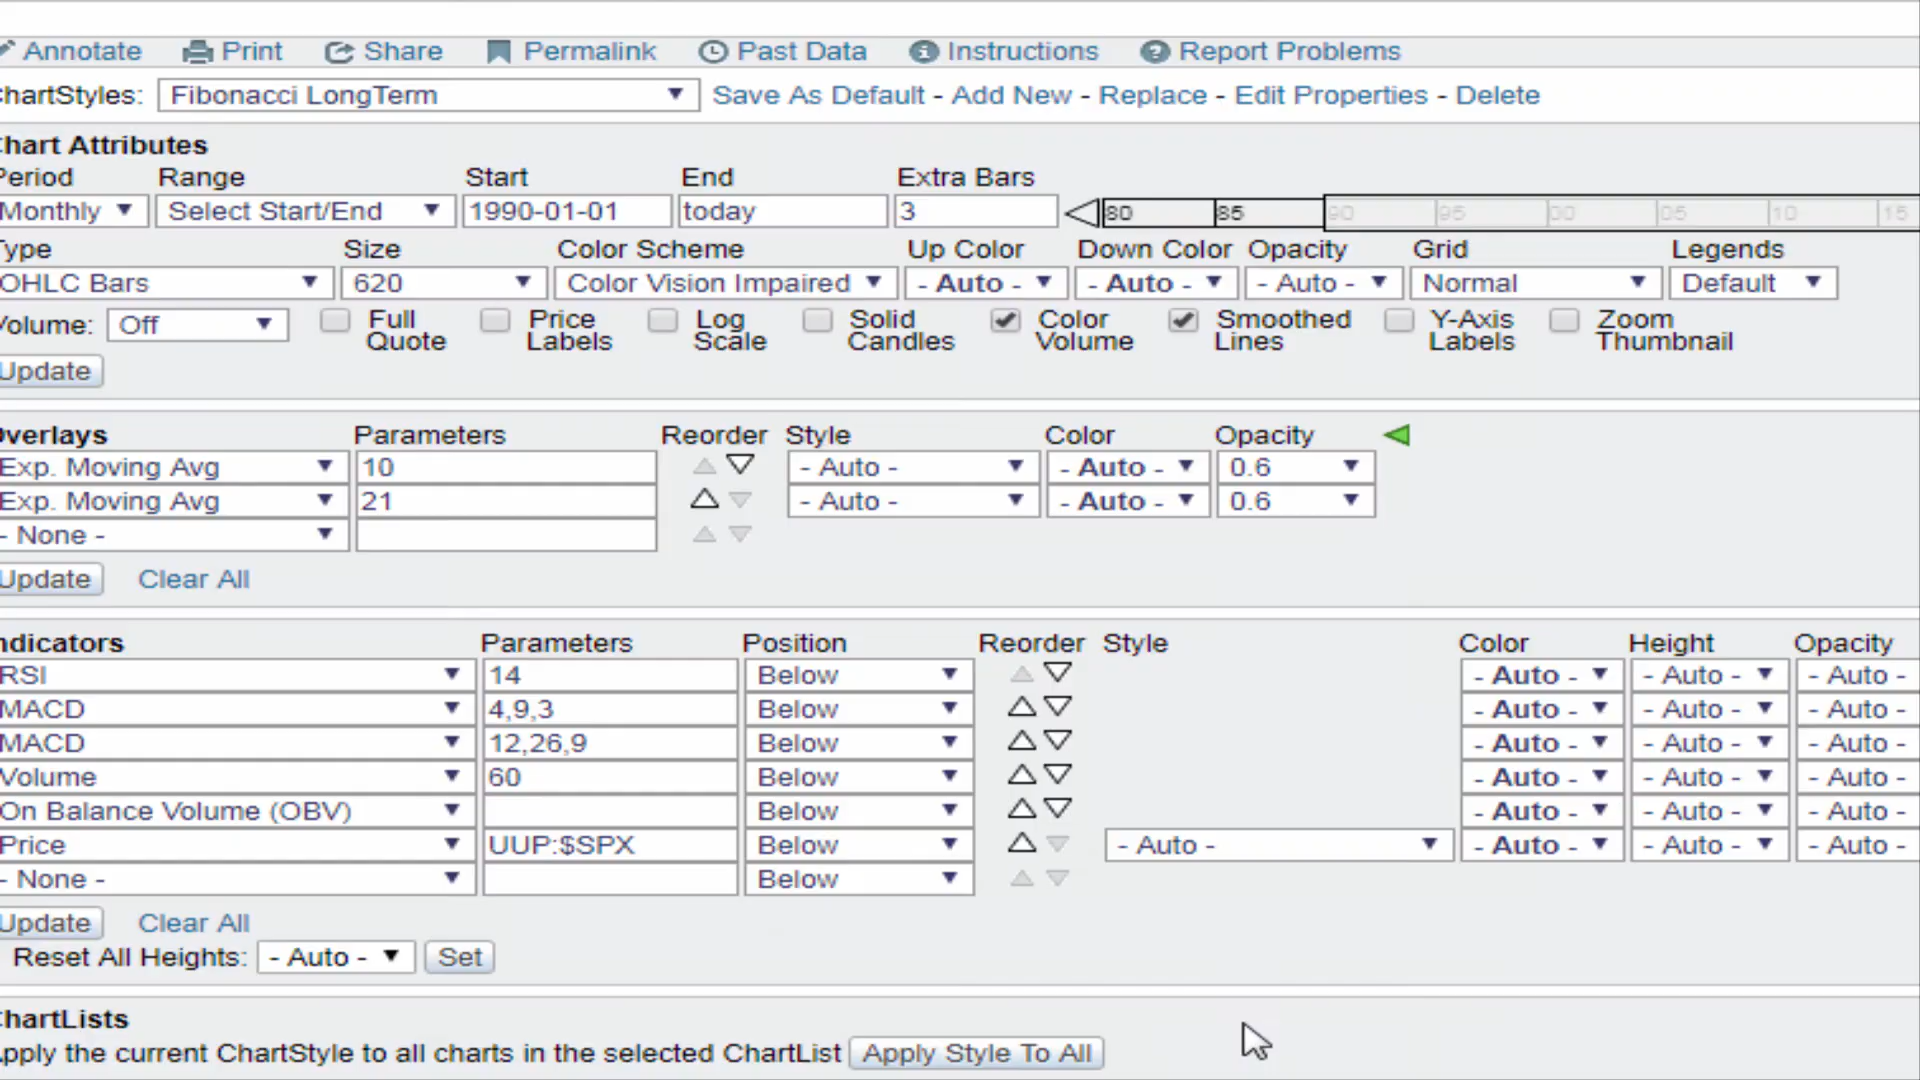 Annotate Print Share Permalink Past Data Instructions Report Problems
hartStyles: Fibonacci LongTerm Save As Default - Add New - Replace - Edit Properties - Delete
hart Attributes
Period Range Start End Extra Bars
Monthly Select Start/End 1990-01-01 today 3 80 85 90 95 00 05 10 15
Type Size Color Scheme Up Color Down Color Opacity Grid Legends
OHLC Bars 620 Color Vision Impaired - Auto - - Auto - - Auto - Normal Default
Volume: Off Full Quote Price Labels Log Scale Solid Candles Color Volume Smoothed Lines Y-Axis Labels Zoom Thumbnail
Update
verlays Parameters Reorder Style Color Opacity
Exp. Moving Avg 10 - Auto - - Auto - 0.6
Exp. Moving Avg 21 - Auto - - Auto - 0.6
- None -
Update Clear All
ndicators Parameters Position Reorder Style Color Height Opacity
RSI 14 Below - Auto - - Auto - - Auto -
MACD 4,9,3 Below - Auto - - Auto - - Auto -
MACD 12,26,9 Below - Auto - - Auto - - Auto -
Volume 60 Below - Auto - - Auto - - Auto -
On Balance Volume (OBV) Below - Auto - - Auto - - Auto -
Price UUP:$SPX Below - Auto - - Auto - - Auto - - Auto -
- None - Below
Update Clear All
Reset All Heights: - Auto - Set
hartLists
pply the current ChartStyle to all charts in the selected ChartList Apply Style To All